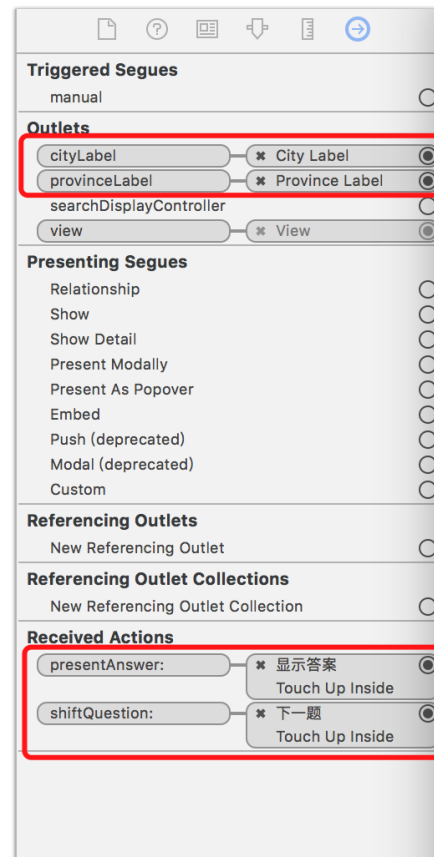 Triggered Segues
manual
Outlets
cityLabel City Label
provinceLabel Province Label
searchDisplayController
view View
Presenting Segues
Relationship
Show
Show Detail
Present Modally
Present As Popover
Embed
Push (deprecated)
Modal (deprecated)
Custom
Referencing Outlets
New Referencing Outlet
Referencing Outlet Collections
New Referencing Outlet Collection
Received Actions
presentAnswer: 显示答案
Touch Up Inside
shiftQuestion: 下一题
Touch Up Inside